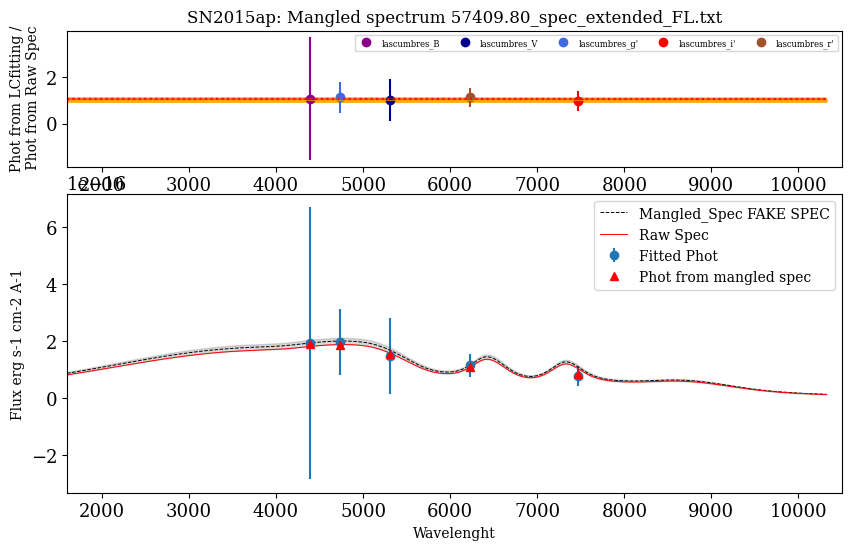 SN2015ap: Mangled spectrum 57409.80_spec_extended_FL.txt
Phot from LCfitting /
Phot from Raw Spec
lascumbres_B lascumbres_V lascumbres_g' lascumbres_i' lascumbres_r'
2
0
2000 3000 4000 5000 6000 7000 8000 9000 10000
1e−16
Mangled_Spec FAKE SPEC
Raw Spec
Fitted Phot
Phot from mangled spec
Flux erg s-1 cm-2 A-1
6
4
2
0
−2
2000 3000 4000 5000 6000 7000 8000 9000 10000
Wavelenght